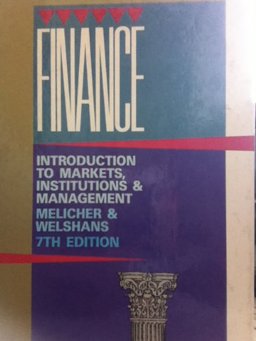 FINANCE
INTRODUCTION
TO MARKETS,
INSTITUTIONS &
MANAGEMENT
MELICHER &
WELSHANS
7TH EDITION